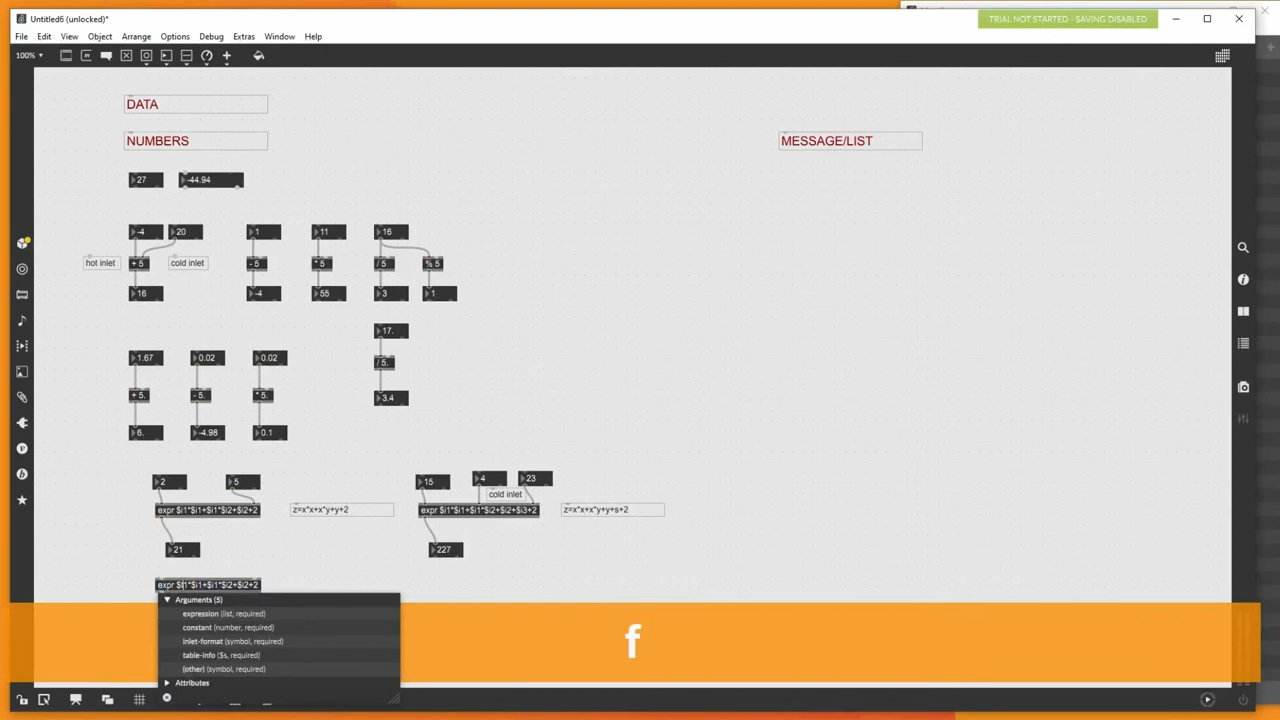 Untitled6 (unlocked)*
TRIAL NOT STARTED - SAVING DISABLED
File Edit View Object Arrange Options Debug Extras Window Help
100%
DATA
NUMBERS
MESSAGE/LIST
27 -44.94
-4 20 1 11 16
hot inlet + 5 cold inlet - 5 * 5 / 5 % 5
16 -4 55 3 1
17.
1.67 0.02 0.02 / 5.
+ 5. - 5. * 5. 3.4
6. -4.98 0.1
2 5 15 4 23
cold inlet
expr $i1*$i1+$i1*$i2+$i2+2 z=x*x+x*y+y+2 expr $i1*$i1+$i1*$i2+$i2+$i3+2 z=x*x+x*y+y+s+2
21 227
expr $i1*$i1+$i1*$i2+$i2+2
Arguments (5)
expression (list, required)
constant (number, required)
inlet-format (symbol, required)
table-info ($s, required)
(other) (symbol, required)
Attributes
f